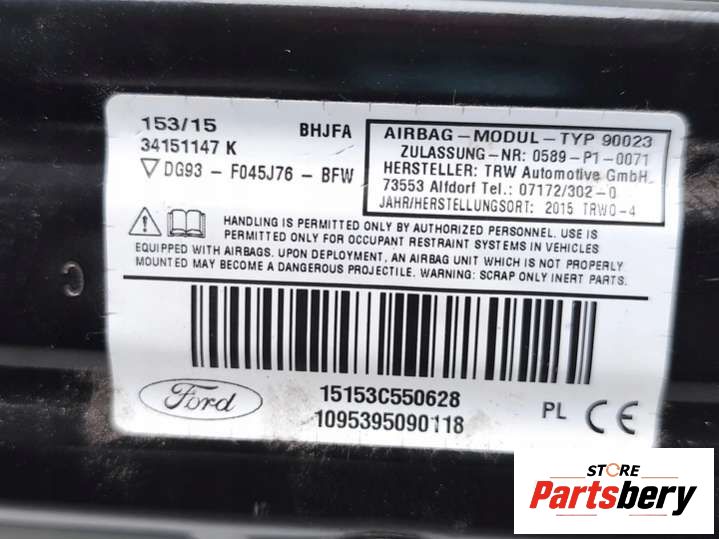 153/15
BHJFA
34151147 K
DG93 - F045J76 - BFW
AIRBAG-MODUL-TYP 90023
ZULASSUNG-NR: 0589-P1-0071
HERSTELLER: TRW Automotive GmbH.
73553 Alfdorf Tel.: 07172/302-0
JAHR/HERSTELLUNGSORT: 2015 TRWO-4
HANDLING IS PERMITTED ONLY BY AUTHORIZED PERSONNEL. USE IS
PERMITTED ONLY FOR OCCUPANT RESTRAINT SYSTEMS IN VEHICLES
EQUIPPED WITH AIRBAGS. UPON DEPLOYMENT, AN AIRBAG UNIT WHICH IS NOT PROPERLY
MOUNTED MAY BECOME A DANGEROUS PROJECTILE. WARNING: SCRAP ONLY INERT PARTS/UNITS.
Ford
15153C550628
1095395090118
PL CE
STORE
Partsbery